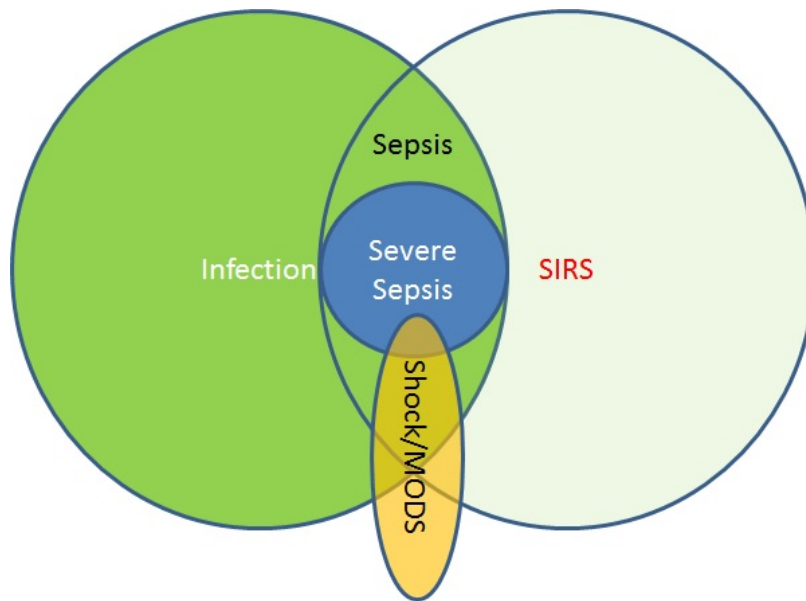 Sepsis
Infection
Severe
Sepsis
SIRS
Shock/MODS